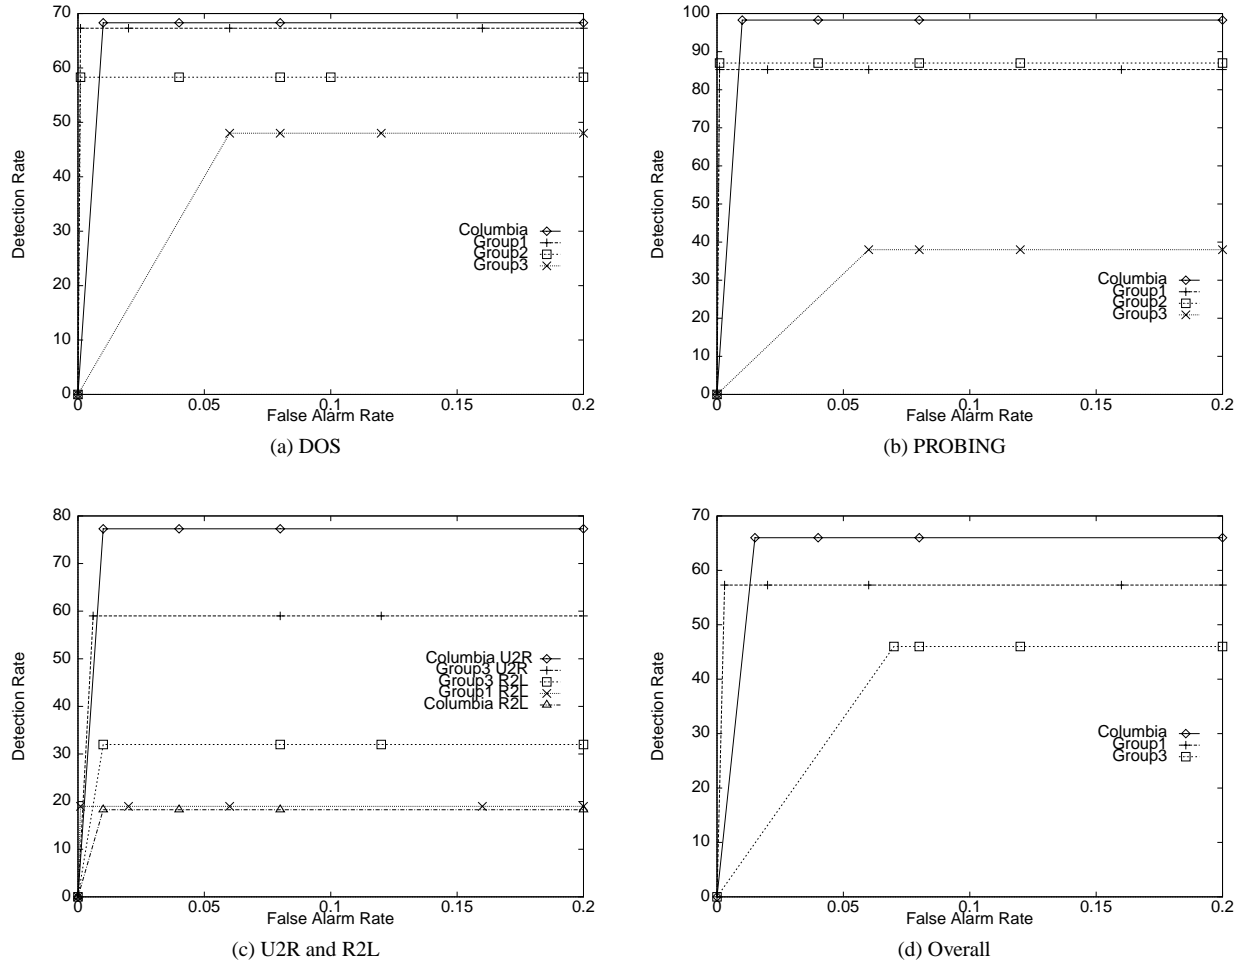 70
60
50
40
30
20
10
0
Detection Rate
Columbia
Group1
Group2
Group3
0
0.05
0.1
0.15
0.2
False Alarm Rate
(a) DOS
100
90
80
70
60
50
40
30
20
10
0
Detection Rate
Columbia
Group1
Group2
Group3
0
0.05
0.1
0.15
0.2
False Alarm Rate
(b) PROBING
80
70
60
50
40
30
20
10
0
Detection Rate
Columbia U2R
Group3 U2R
Group3 R2L
Group1 R2L
Columbia R2L
0
0.05
0.1
0.15
0.2
False Alarm Rate
(c) U2R and R2L
70
60
50
40
30
20
10
0
Detection Rate
Columbia
Group1
Group3
0
0.05
0.1
0.15
0.2
False Alarm Rate
(d) Overall